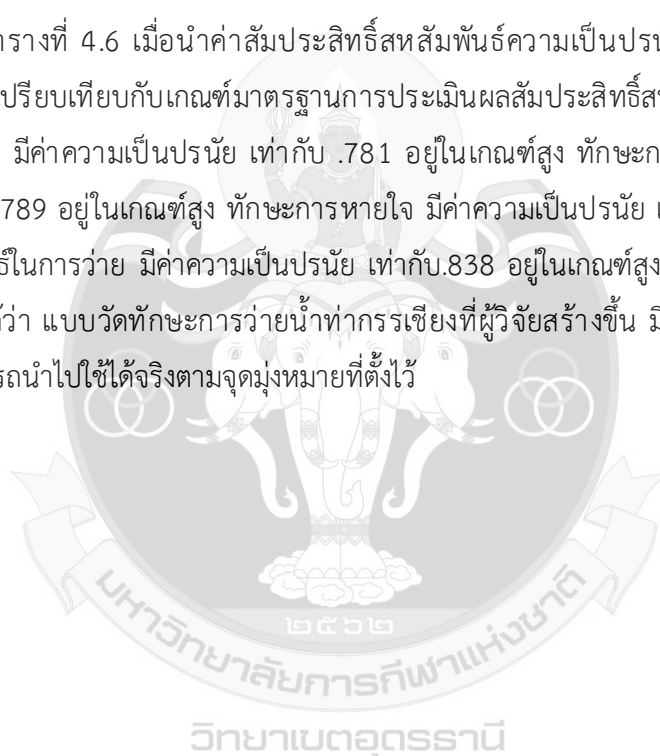 ารางที่ 4.6 เมื่อนำค่าสัมประสิทธิ์สหสัมพันธ์ความเป็นปรน
เปรียบเทียบกับเกณฑ์มาตรฐานการประเมินผลสัมประสิทธิ์ส
มีค่าความเป็นปรนัย เท่ากับ .781 อยู่ในเกณฑ์สูง ทักษะก
789 อยู่ในเกณฑ์สูง ทักษะการหายใจ มีค่าความเป็นปรนัย เ
ธ์ในการว่าย มีค่าความเป็นปรนัย เท่ากับ.838 อยู่ในเกณฑ์สูง
ว่า แบบวัดทักษะการว่ายน้ำท่ากรรเชียงที่ผู้วิจัยสร้างขึ้น มี
รถนำไปใช้ได้จริงตามจุดมุ่งหมายที่ตั้งไว้
๒๕๖๒
มหาวิทยาลัยการกีฬาแห่งชาติ
วิทยาเขตอุดรธานี